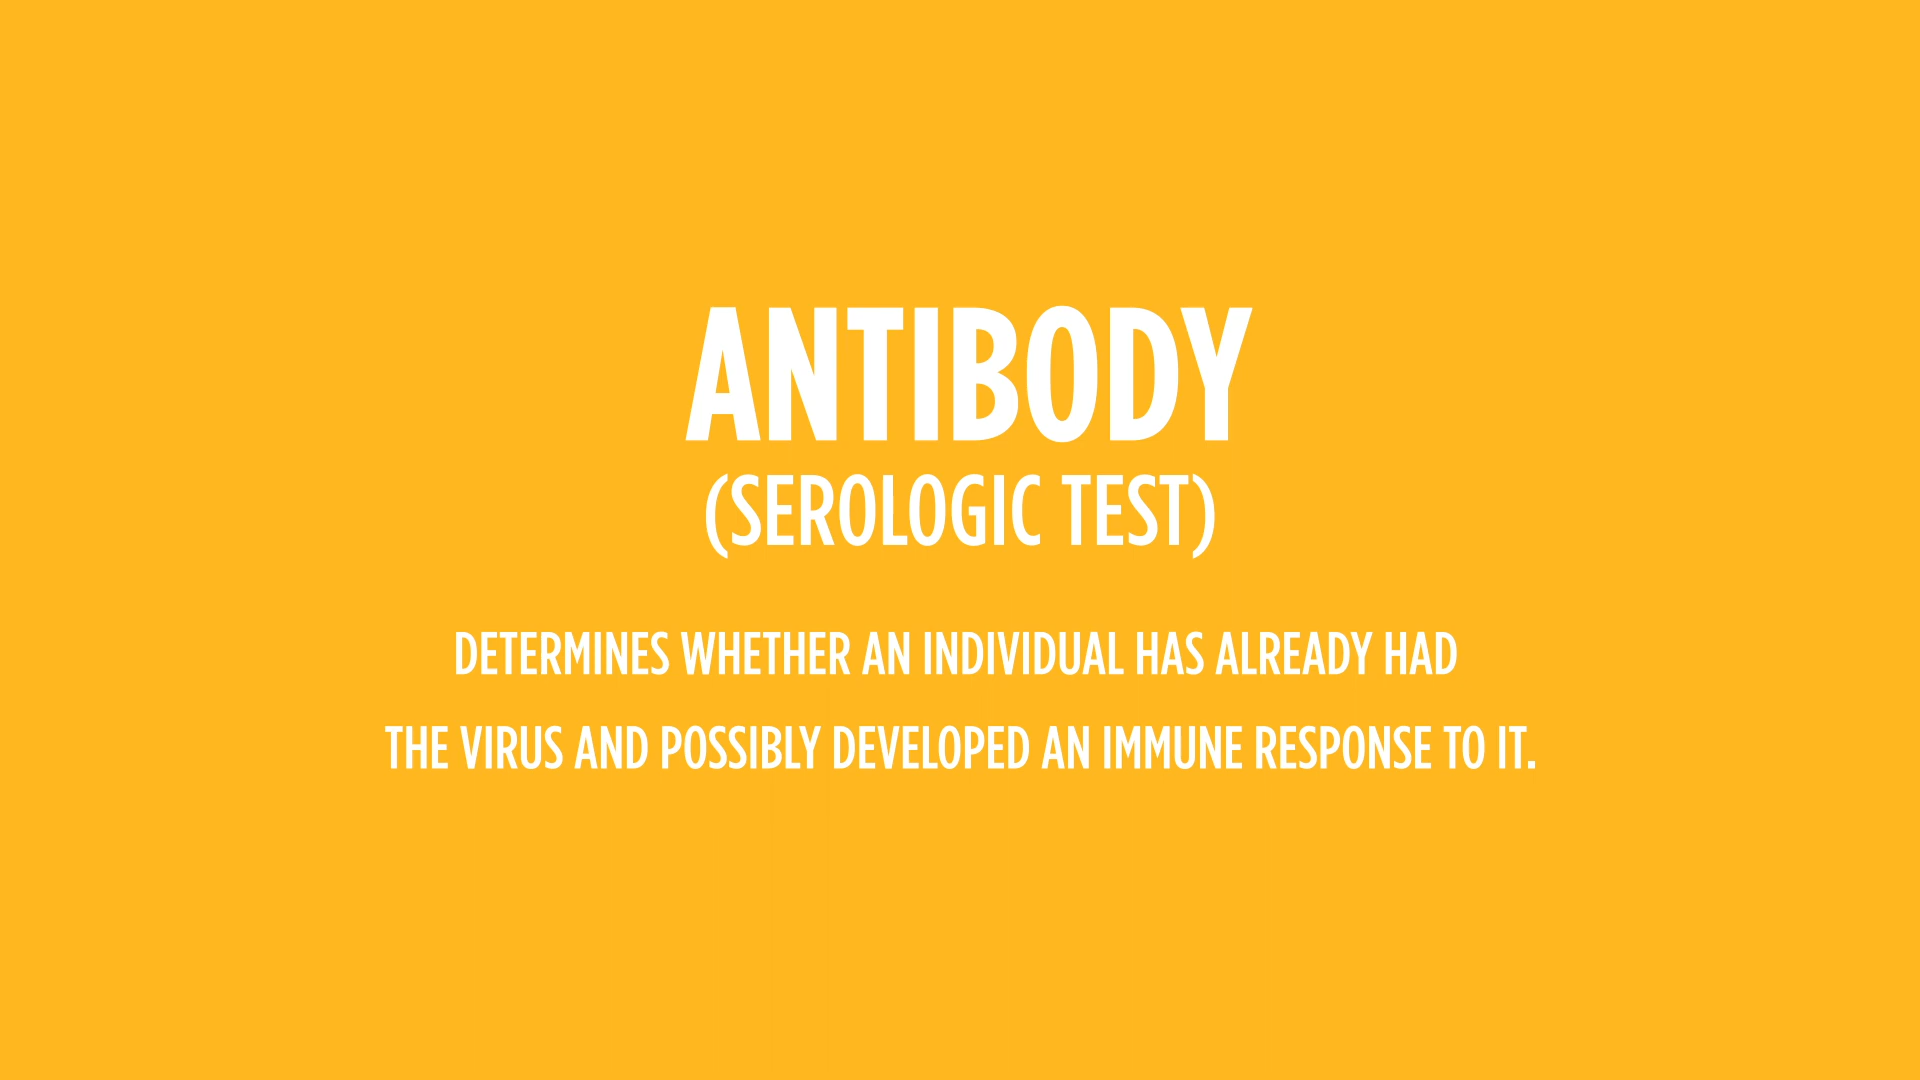 ANTIBODY
(SEROLOGIC TEST)
DETERMINES WHETHER AN INDIVIDUAL HAS ALREADY HAD
THE VIRUS AND POSSIBLY DEVELOPED AN IMMUNE RESPONSE TO IT.